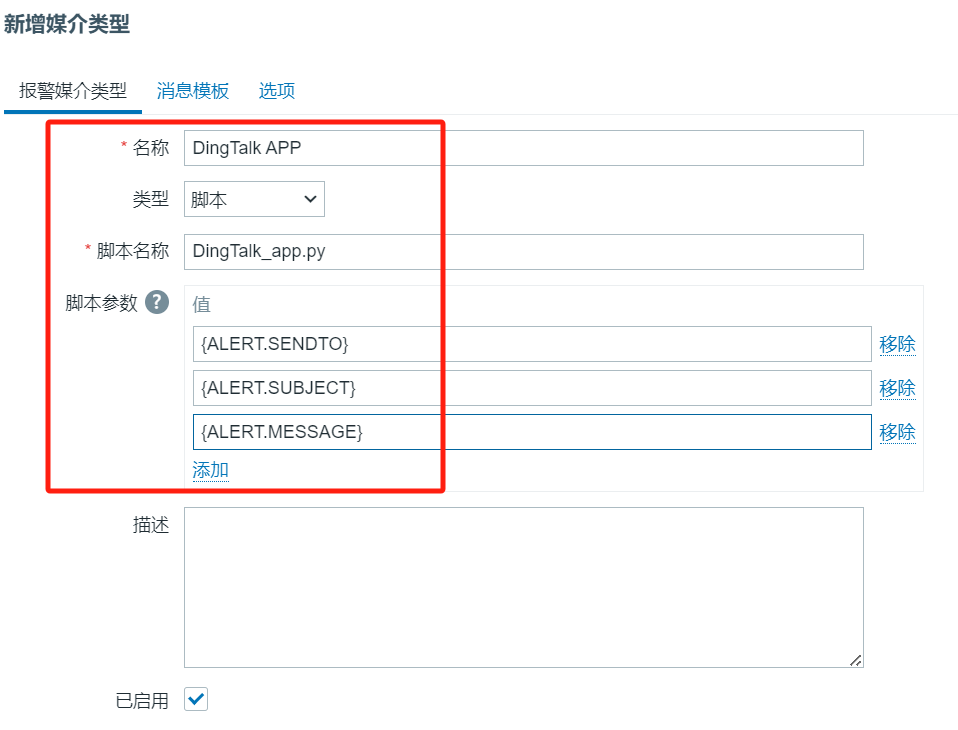 新增媒介类型
报警媒介类型 消息模板 选项
* 名称 DingTalk APP
类型 脚本
* 脚本名称 DingTalk_app.py
脚本参数 ? 值
{ALERT.SENDTO} 移除
{ALERT.SUBJECT} 移除
{ALERT.MESSAGE} 移除
添加
描述
已启用